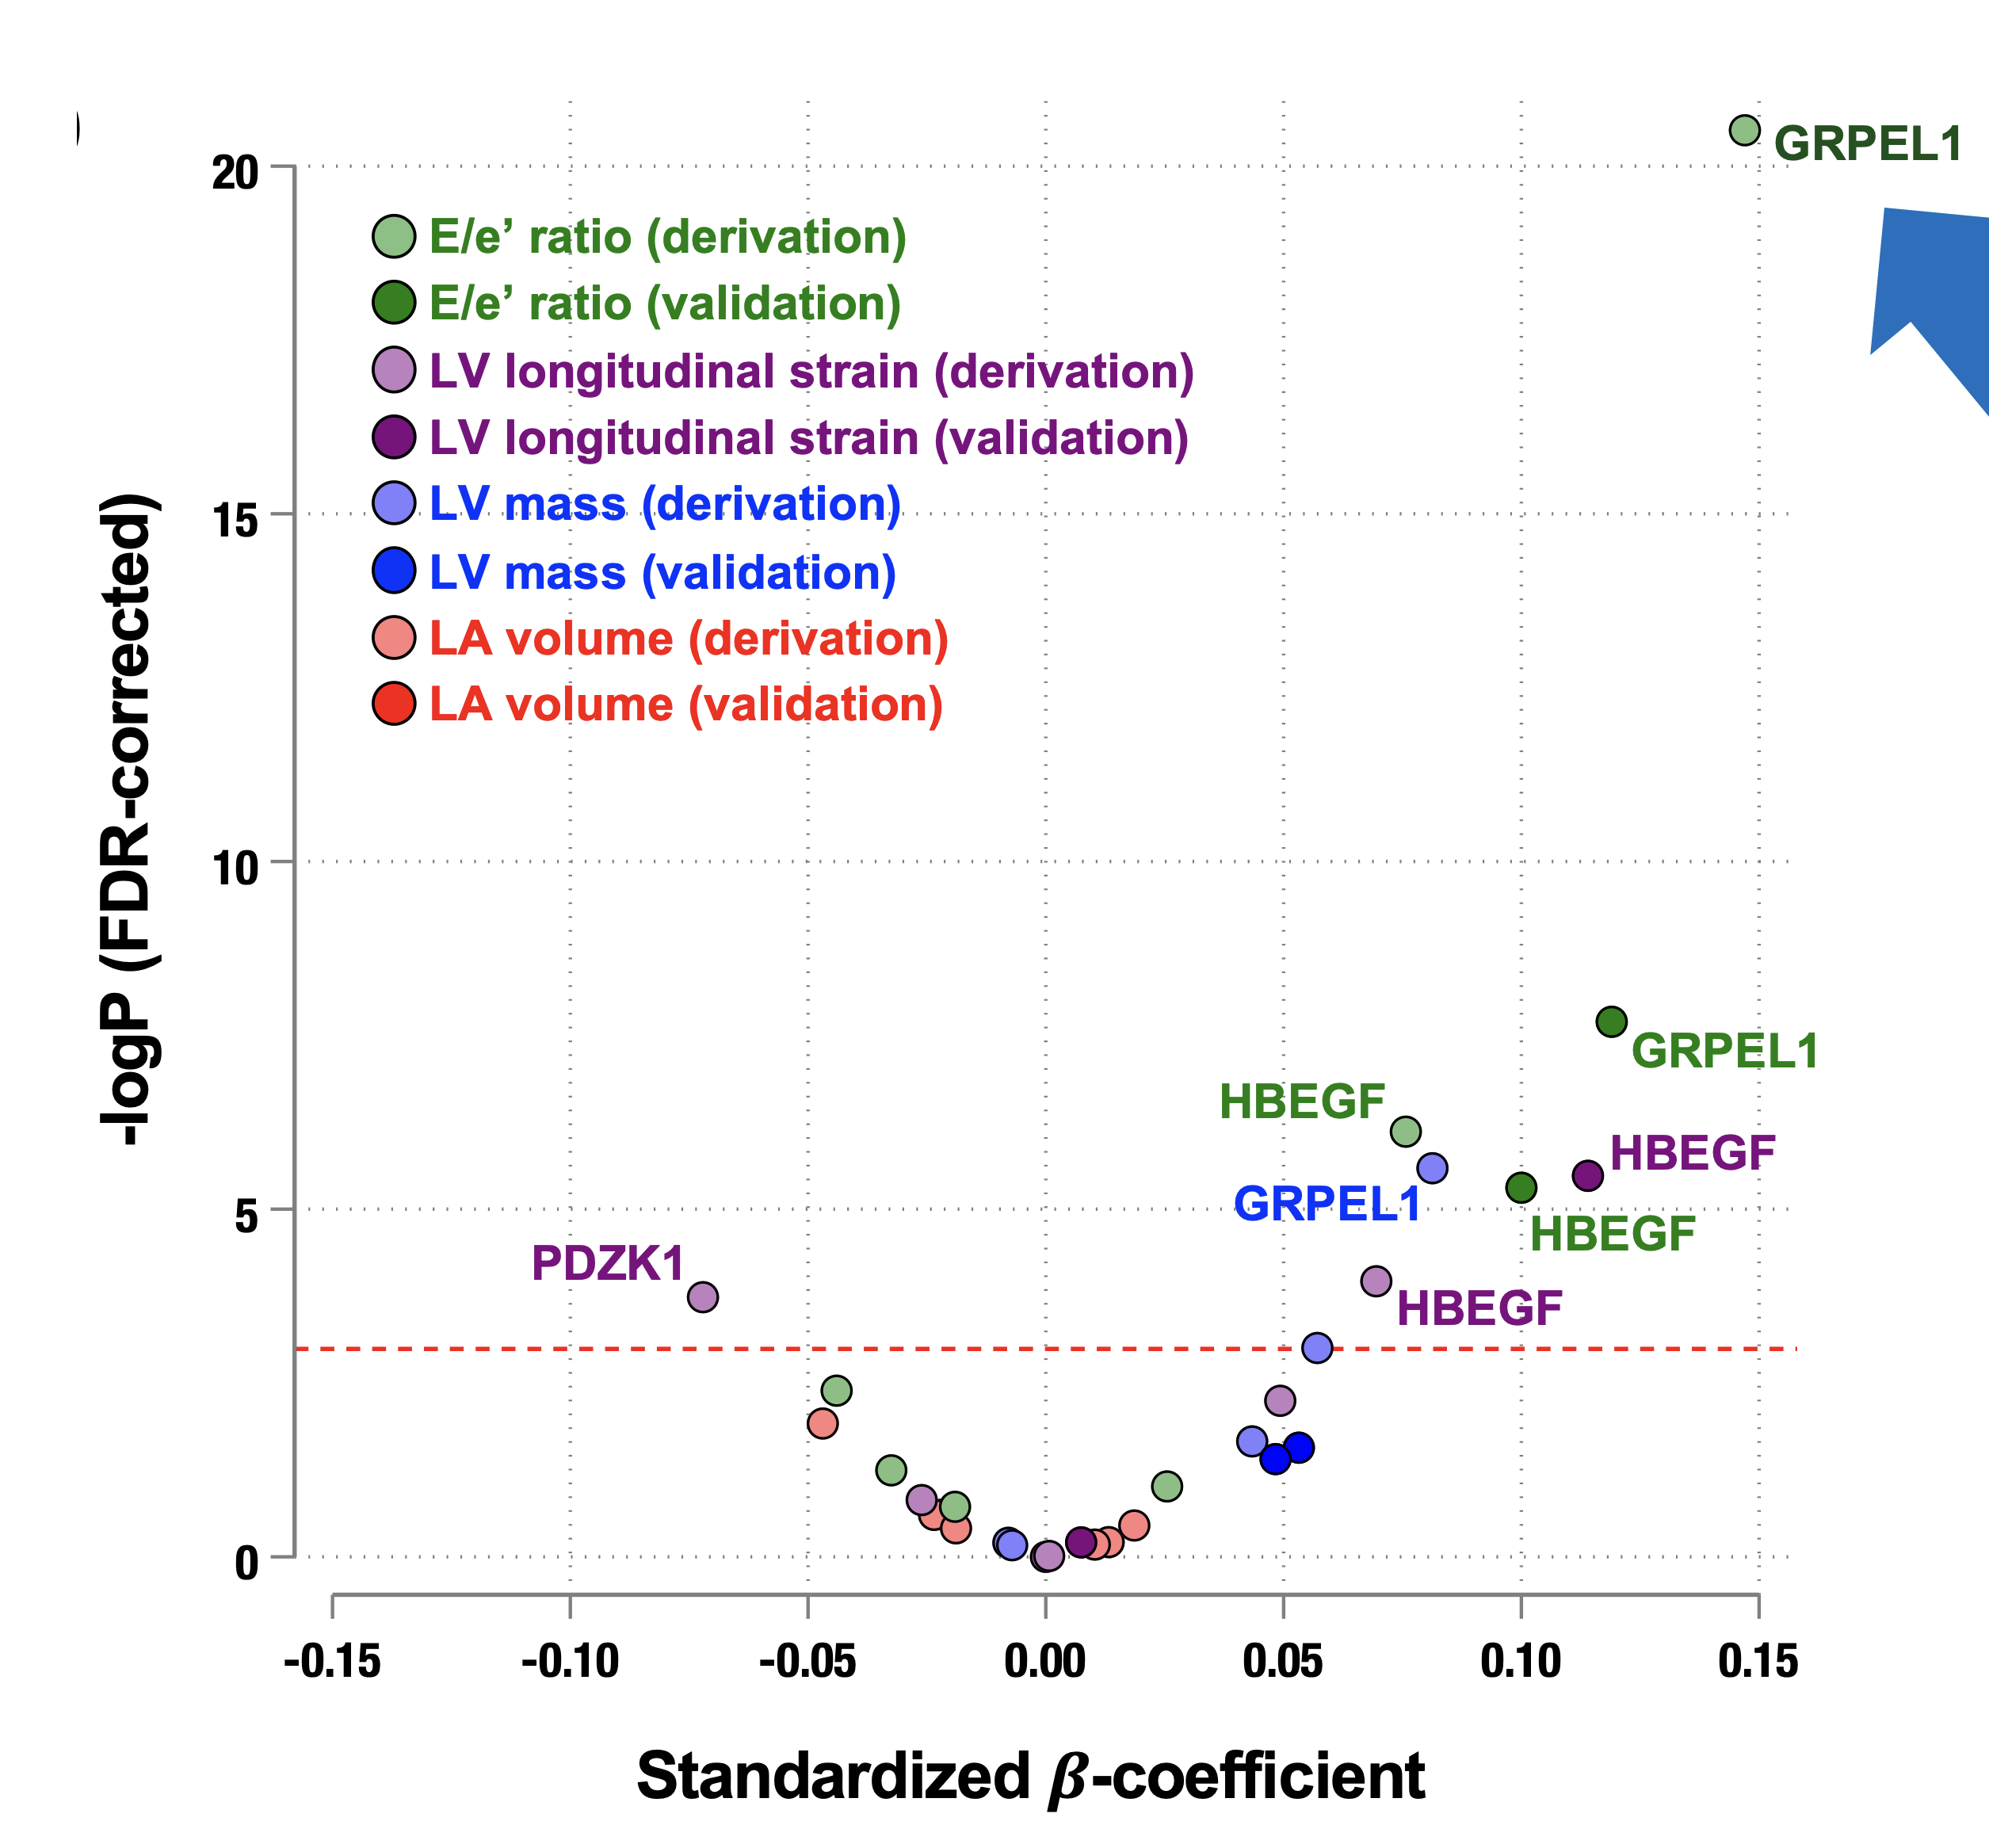 )
GRPEL1
20
E/e’ ratio (derivation)
E/e’ ratio (validation)
LV longitudinal strain (derivation)
LV longitudinal strain (validation)
LV mass (derivation)
15
LV mass (validation)
LA volume (derivation)
LA volume (validation)
-logP (FDR-corrected)
10
GRPEL1
HBEGF
HBEGF
GRPEL1
5
HBEGF
PDZK1
HBEGF
0
-0.15 -0.10 -0.05 0.00 0.05 0.10 0.15
Standardized β-coefficient